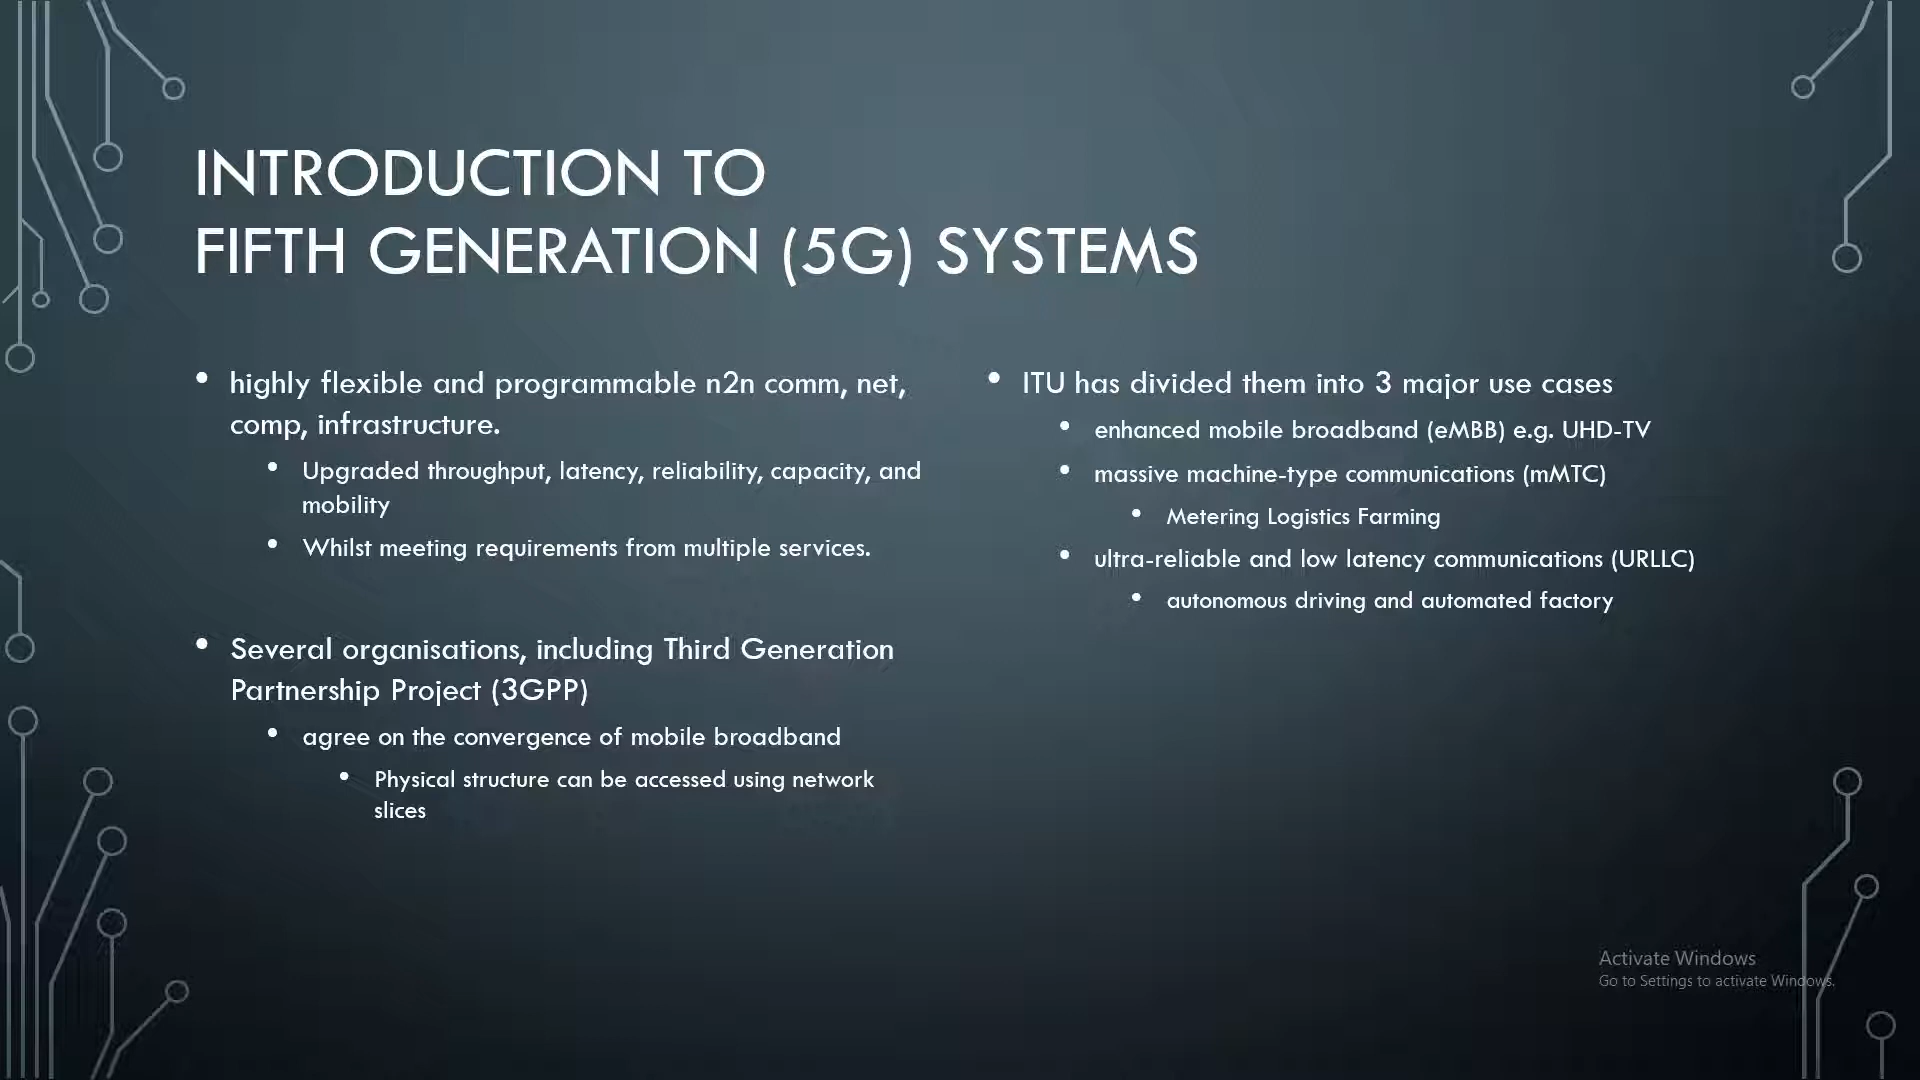 INTRODUCTION TO
FIFTH GENERATION (5G) SYSTEMS
• highly flexible and programmable n2n comm, net,
comp, infrastructure.
• Upgraded throughput, latency, reliability, capacity, and
mobility
• Whilst meeting requirements from multiple services.
• Several organisations, including Third Generation
Partnership Project (3GPP)
• agree on the convergence of mobile broadband
• Physical structure can be accessed using network
slices
• ITU has divided them into 3 major use cases
• enhanced mobile broadband (eMBB) e.g. UHD-TV
• massive machine-type communications (mMTC)
• Metering Logistics Farming
• ultra-reliable and low latency communications (URLLC)
• autonomous driving and automated factory
Activate Windows
Go to Settings to activate Windows.